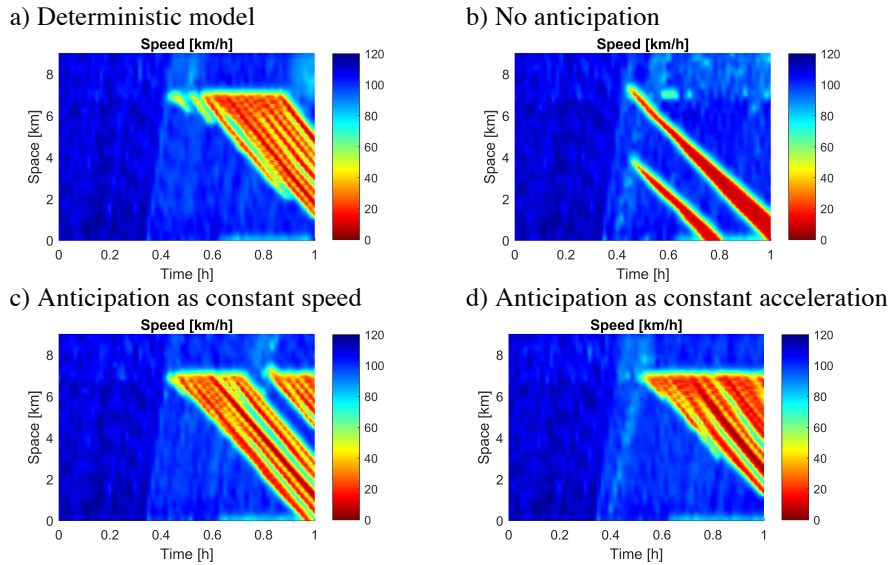 a) Deterministic model
b) No anticipation
Speed [km/h]
Speed [km/h]
8
6
4
2
0
Space [km]
0 0.2 0.4 0.6 0.8 1
Time [h]
120
100
80
60
40
20
0
8
6
4
2
0
Space [km]
0 0.2 0.4 0.6 0.8 1
Time [h]
120
100
80
60
40
20
0
c) Anticipation as constant speed
d) Anticipation as constant acceleration
Speed [km/h]
Speed [km/h]
8
6
4
2
0
Space [km]
0 0.2 0.4 0.6 0.8 1
Time [h]
120
100
80
60
40
20
0
8
6
4
2
0
Space [km]
0 0.2 0.4 0.6 0.8 1
Time [h]
120
100
80
60
40
20
0